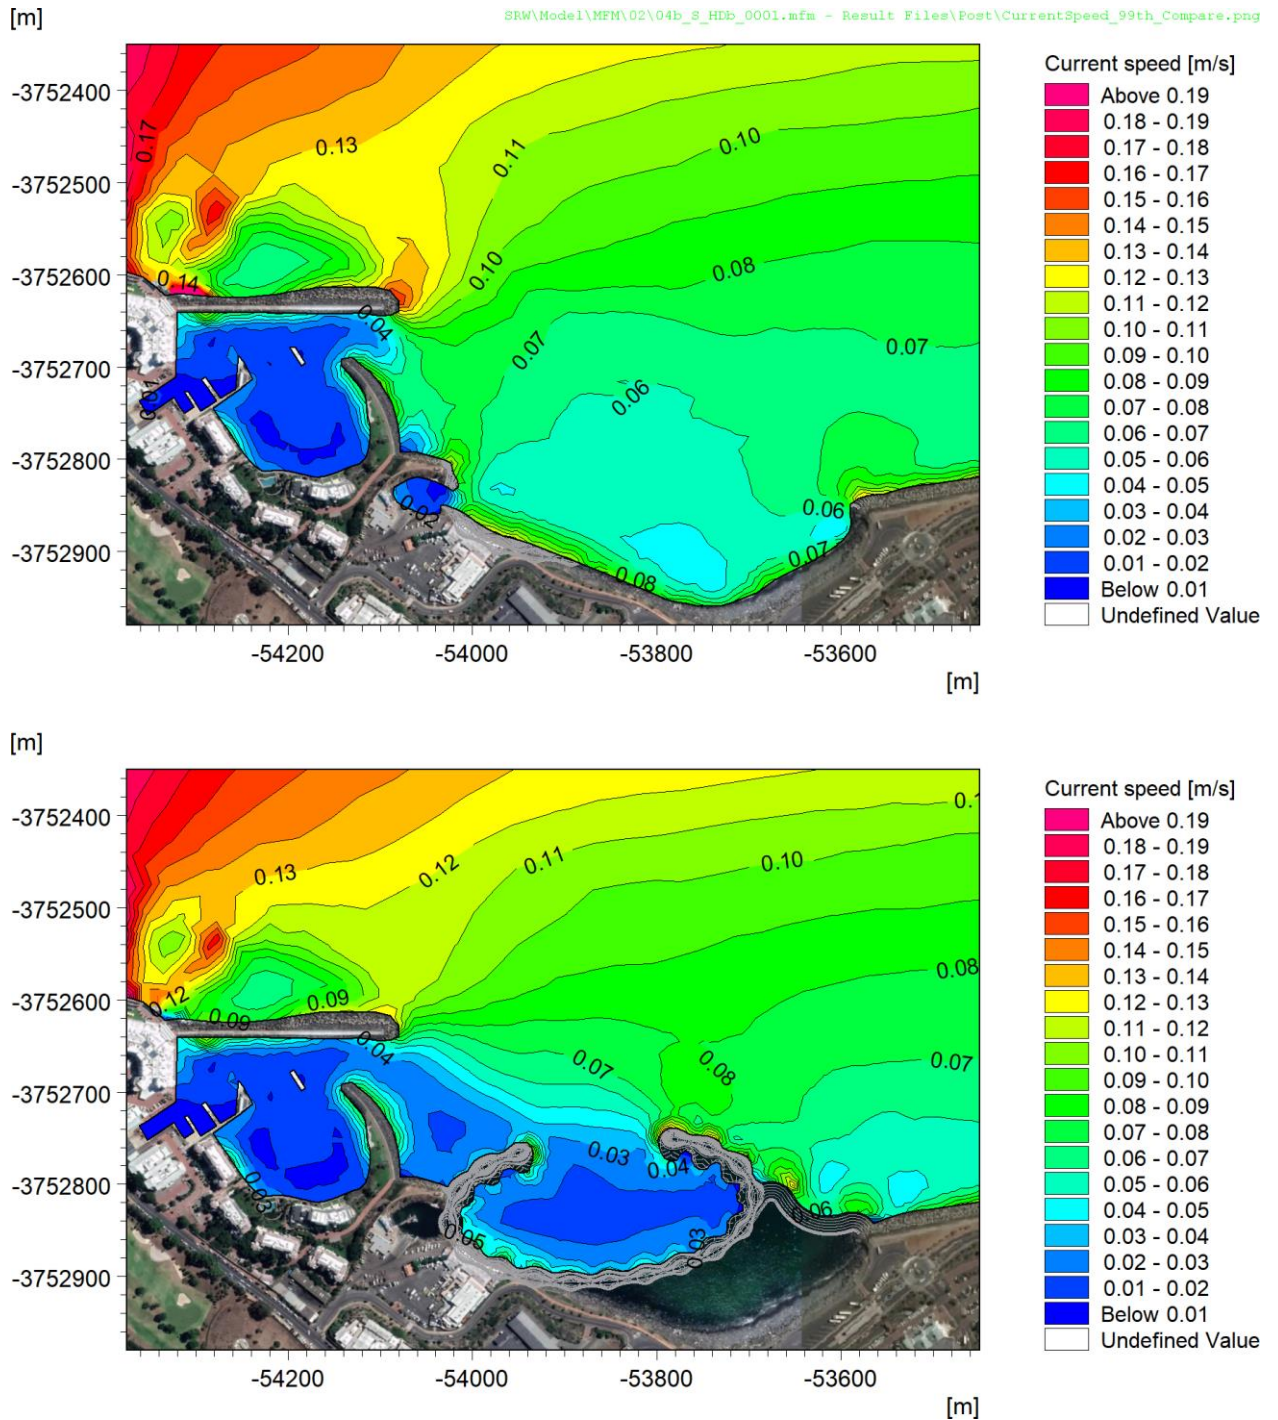 SRW\Model\MFM\02\04b_S_HDb_0001.mfm - Result Files\Post\CurrentSpeed_99th_Compare.png
[m]
Current speed [m/s]
Above 0.19
0.18 - 0.19
0.17 - 0.18
0.16 - 0.17
0.15 - 0.16
0.14 - 0.15
0.13 - 0.14
0.12 - 0.13
0.11 - 0.12
0.10 - 0.11
0.09 - 0.10
0.08 - 0.09
0.07 - 0.08
0.06 - 0.07
0.05 - 0.06
0.04 - 0.05
0.03 - 0.04
0.02 - 0.03
0.01 - 0.02
Below 0.01
Undefined Value
-3752400
-3752500
-3752600
-3752700
-3752800
-3752900
0.17
0.13
0.11
0.10
0.14
0.10
0.08
0.04
0.07
0.07
0.06
0.01
0.02
0.06
0.07
0.08
-54200
-54000
-53800
-53600
[m]
[m]
Current speed [m/s]
Above 0.19
0.18 - 0.19
0.17 - 0.18
0.16 - 0.17
0.15 - 0.16
0.14 - 0.15
0.13 - 0.14
0.12 - 0.13
0.11 - 0.12
0.10 - 0.11
0.09 - 0.10
0.08 - 0.09
0.07 - 0.08
0.06 - 0.07
0.05 - 0.06
0.04 - 0.05
0.03 - 0.04
0.02 - 0.03
0.01 - 0.02
Below 0.01
Undefined Value
-3752400
-3752500
-3752600
-3752700
-3752800
-3752900
0.1
0.13
0.12
0.11
0.10
0.12
0.09
0.09
0.08
0.04
0.07
0.08
0.07
0.03
0.04
0.03
0.05
0.03
0.06
-54200
-54000
-53800
-53600
[m]